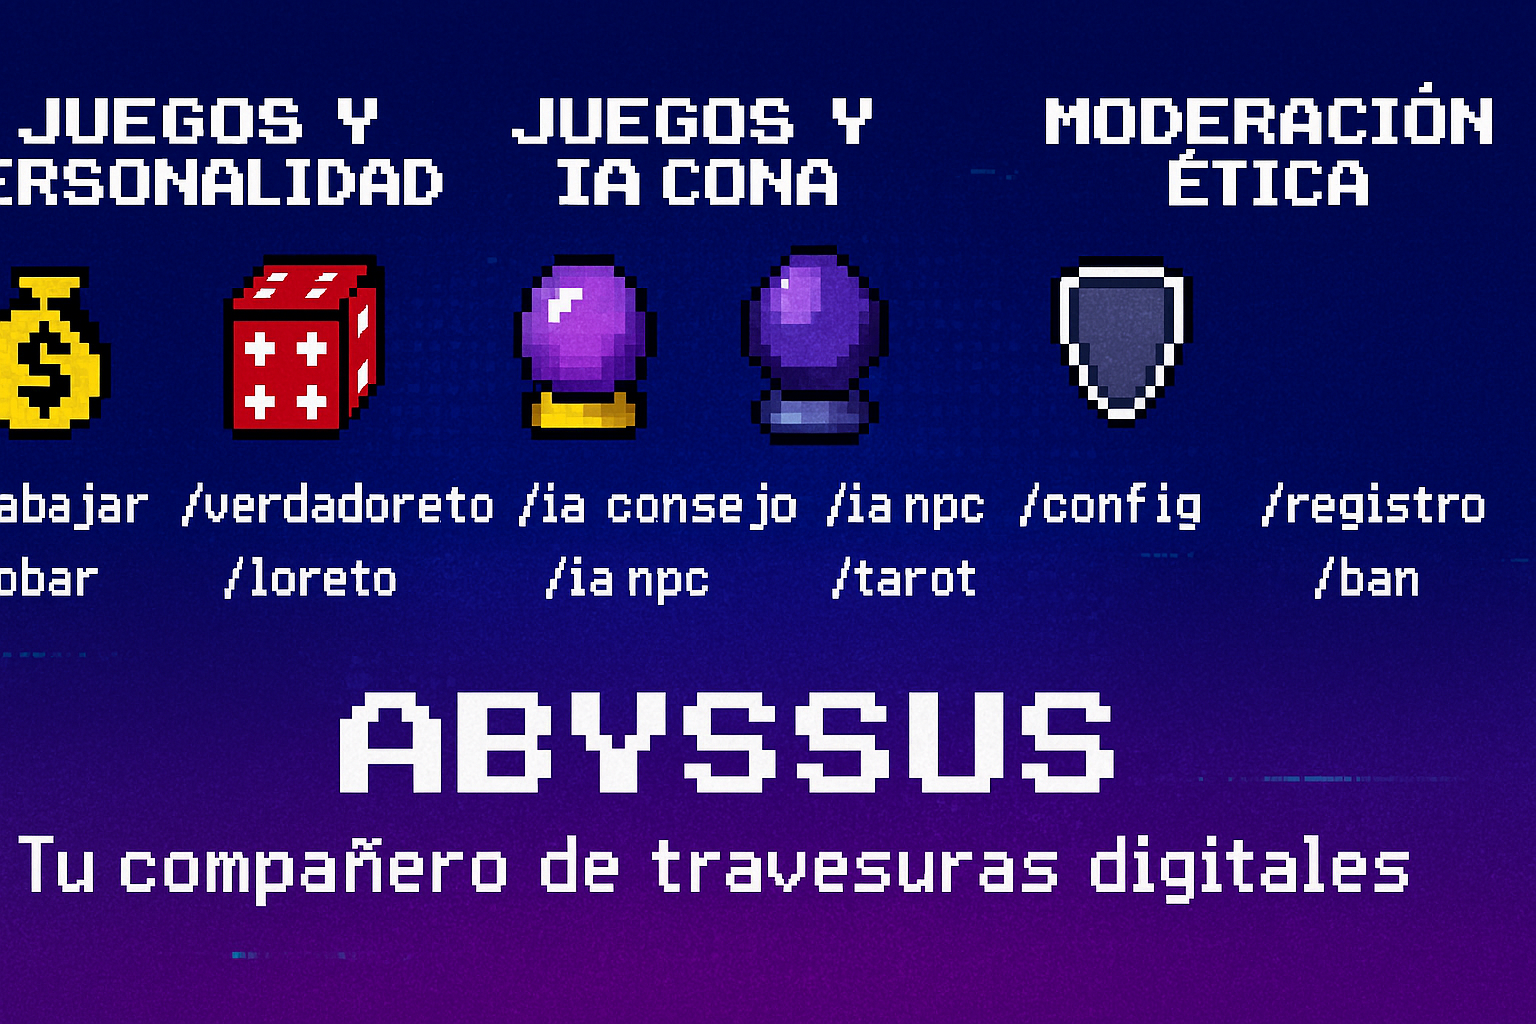 JUEGOS Y
ERSONALIDAD
JUEGOS Y
IA CONA
MODERACIÓN
ÉTICA
$
abajar /verdadoreto /ia consejo /ia npc /config /registro
obar /loreto /ia npc /tarot /ban
ABYSSUS
Tu compañero de travesuras digitales